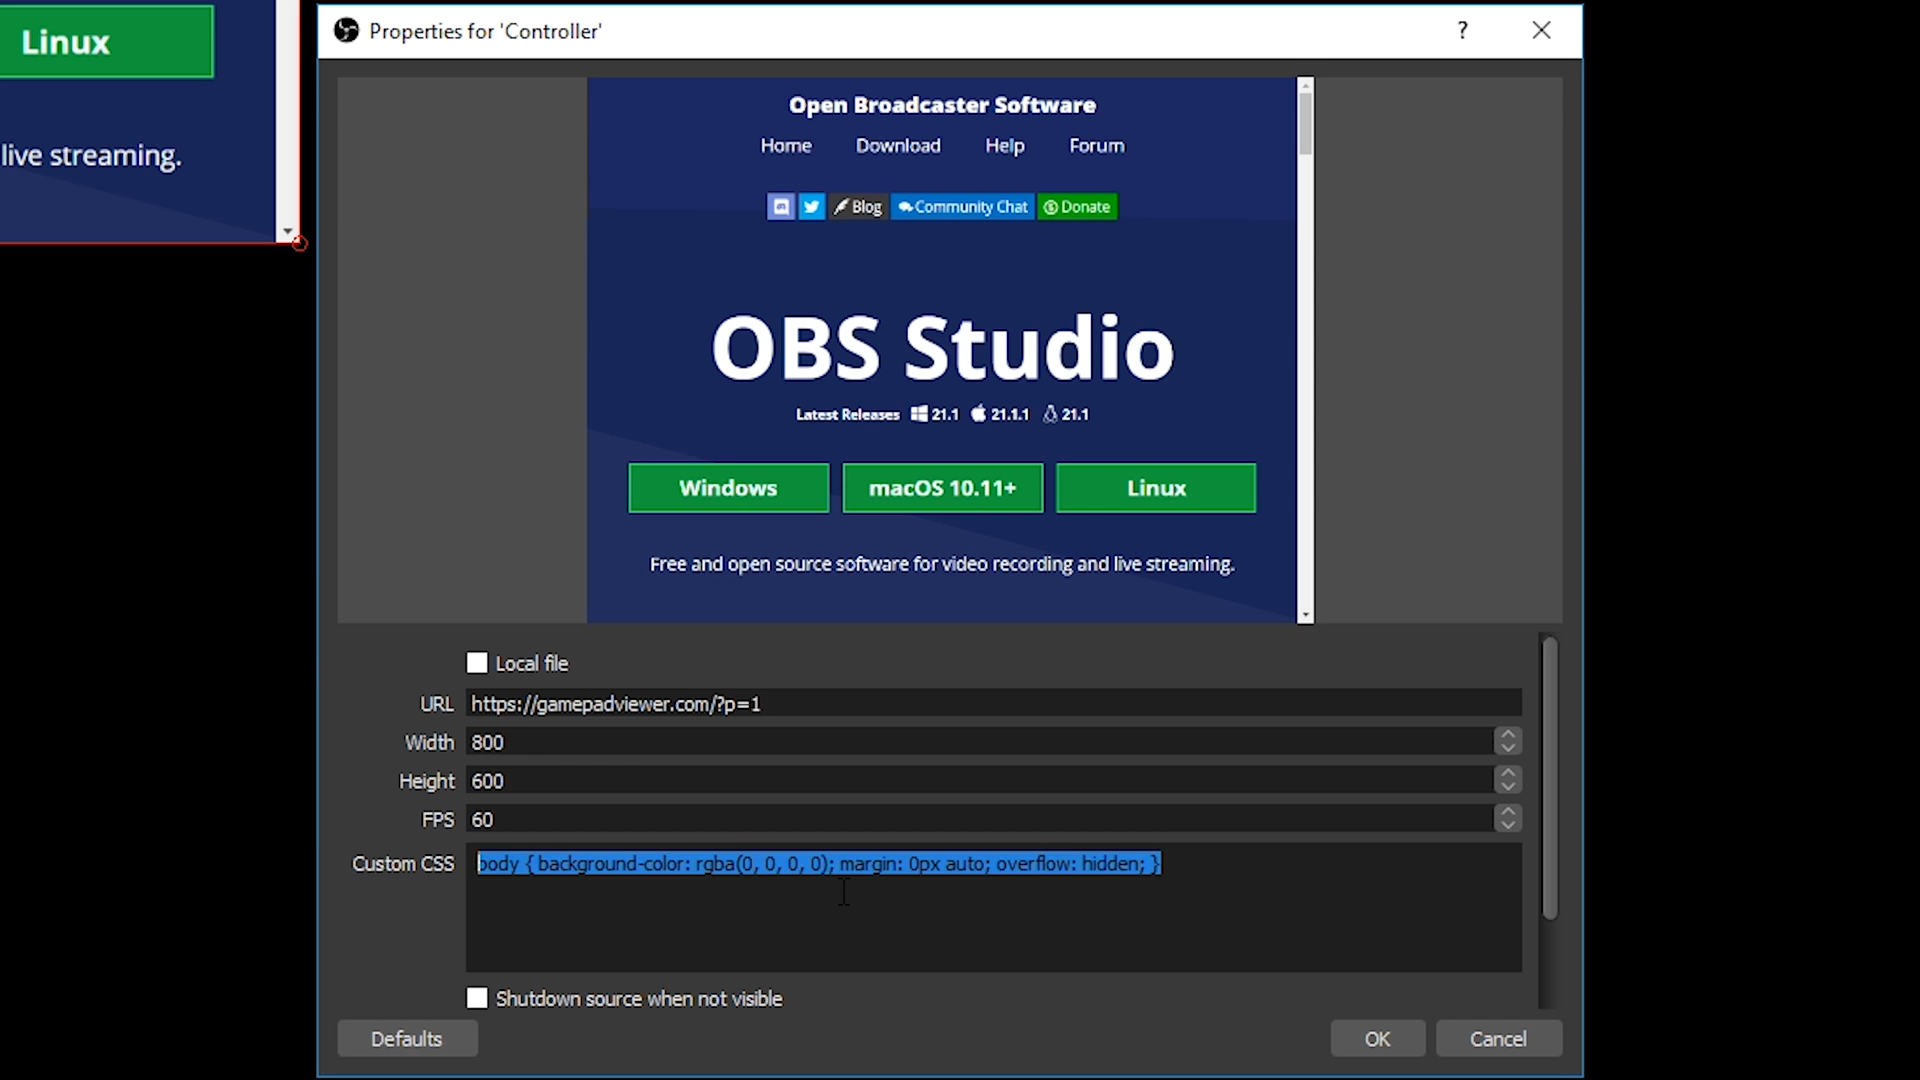 Linux
live streaming.
Properties for 'Controller'
?
Open Broadcaster Software
Home Download Help Forum
Blog Community Chat Donate
OBS Studio
Latest Releases 21.1 21.1.1 21.1
Windows macOS 10.11+ Linux
Free and open source software for video recording and live streaming.
Local file
URL https://gamepadviewer.com/?p=1
Width 800
Height 600
FPS 60
Custom CSS body { background-color: rgba(0, 0, 0, 0); margin: 0px auto; overflow: hidden; }
Shutdown source when not visible
Defaults OK Cancel